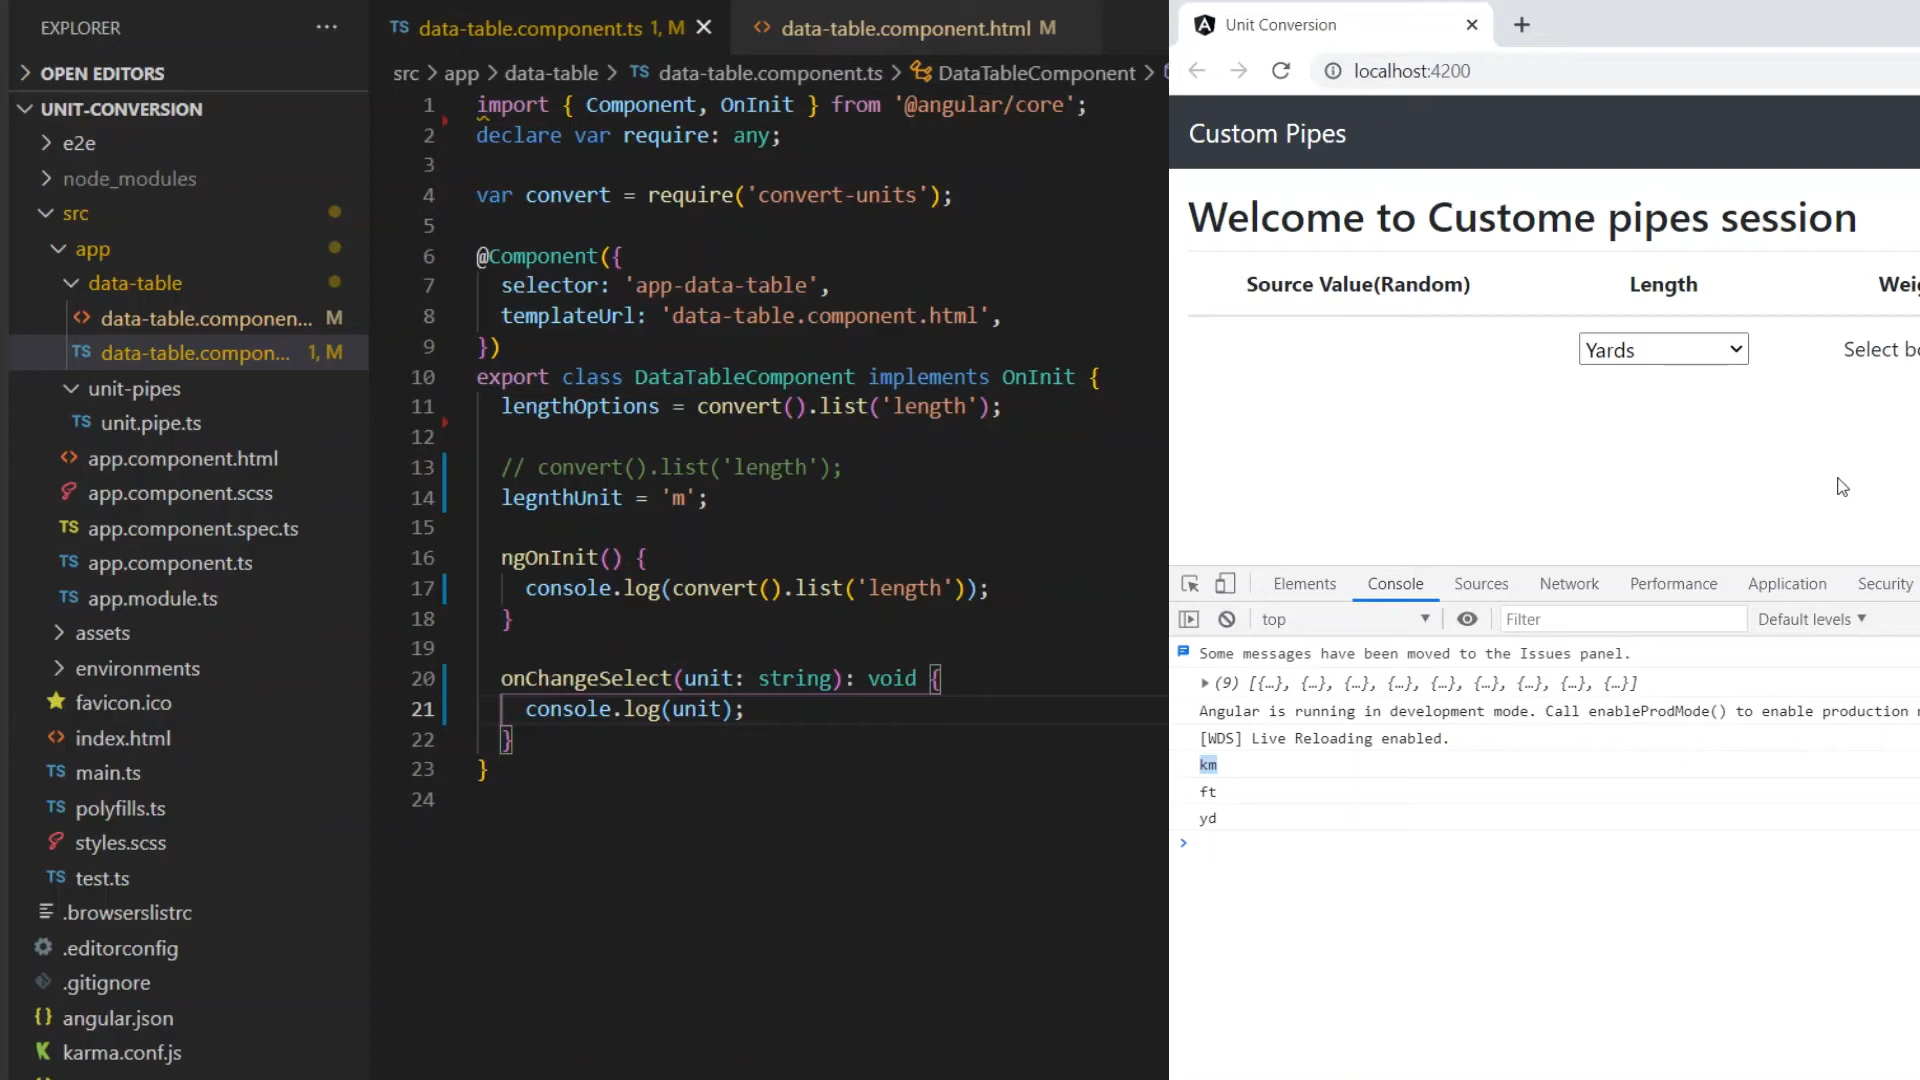 EXPLORER
OPEN EDITORS
UNIT-CONVERSION
e2e
node_modules
src
app
data-table
data-table.componen... M
TS data-table.compon... 1, M
unit-pipes
TS unit.pipe.ts
app.component.html
app.component.scss
TS app.component.spec.ts
TS app.component.ts
TS app.module.ts
assets
environments
favicon.ico
index.html
TS main.ts
TS polyfills.ts
styles.scss
TS test.ts
.browserslistrc
.editorconfig
.gitignore
{} angular.json
K karma.conf.js
TS data-table.component.ts 1, M
data-table.component.html M
src > app > data-table > TS data-table.component.ts > DataTableComponent >
1 import { Component, OnInit } from '@angular/core';
2 declare var require: any;
3
4 var convert = require('convert-units');
5
6 @Component({
7 selector: 'app-data-table',
8 templateUrl: 'data-table.component.html',
9 })
10 export class DataTableComponent implements OnInit {
11 lengthOptions = convert().list('length');
12
13 // convert().list('length');
14 legnthUnit = 'm';
15
16 ngOnInit() {
17 console.log(convert().list('length'));
18 }
19
20 onChangeSelect(unit: string): void {
21 console.log(unit);
22 }
23 }
24
Unit Conversion
localhost:4200
Custom Pipes
Welcome to Custome pipes session
Source Value(Random) Length Weig
Yards Select bo
Elements Console Sources Network Performance Application Security
top Filter Default levels
Some messages have been moved to the Issues panel.
(9) [{…}, {…}, {…}, {…}, {…}, {…}, {…}, {…}, {…}]
Angular is running in development mode. Call enableProdMode() to enable production
[WDS] Live Reloading enabled.
km
ft
yd